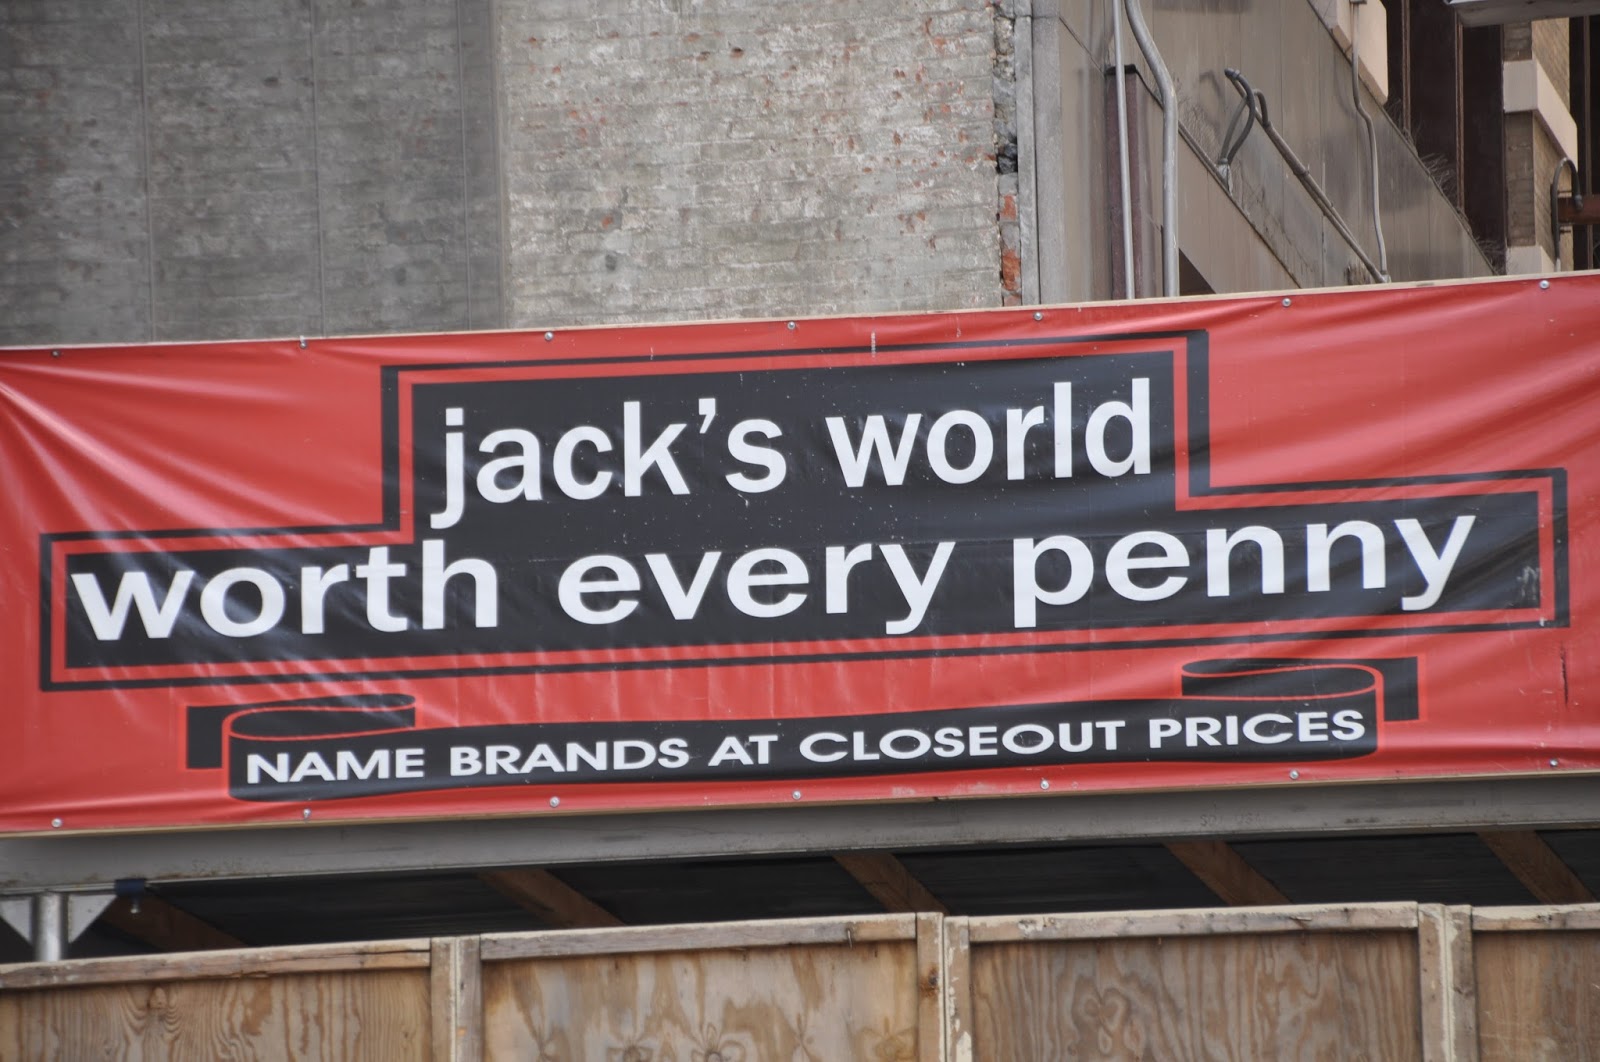 jack's world
worth every penny
NAME BRANDS AT CLOSEOUT PRICES